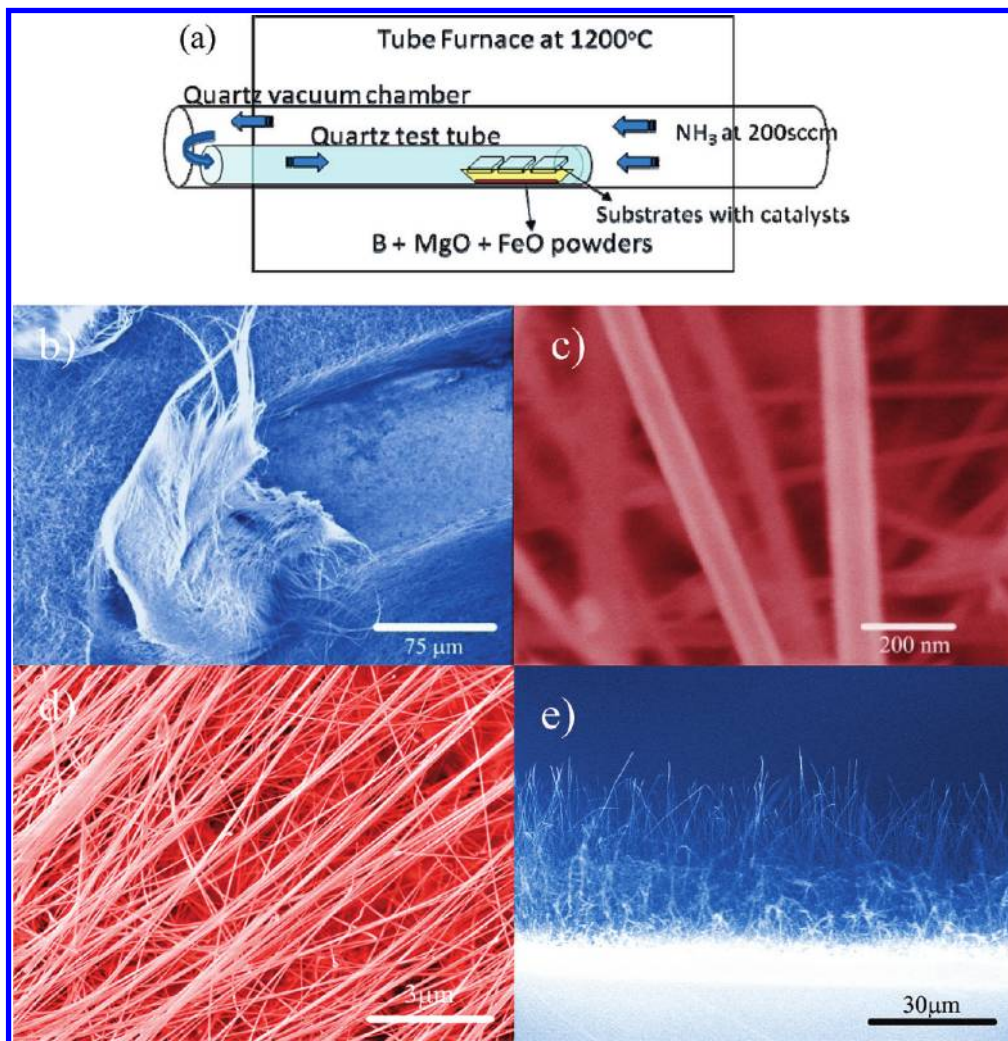 (a)
Tube Furnace at 1200°C
Quartz vacuum chamber
Quartz test tube
NH₃ at 200sccm
Substrates with catalysts
B + MgO + FeO powders
b)
75 μm
c)
200 nm
d)
3μm
e)
30μm